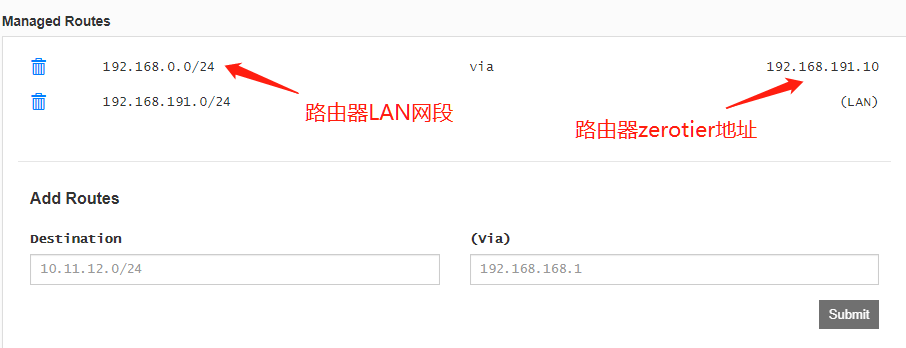 Managed Routes
192.168.0.0/24 via 192.168.191.10
192.168.191.0/24 (LAN)
路由器LAN网段
路由器zerotier地址
Add Routes
Destination (Via)
10.11.12.0/24 192.168.168.1
Submit